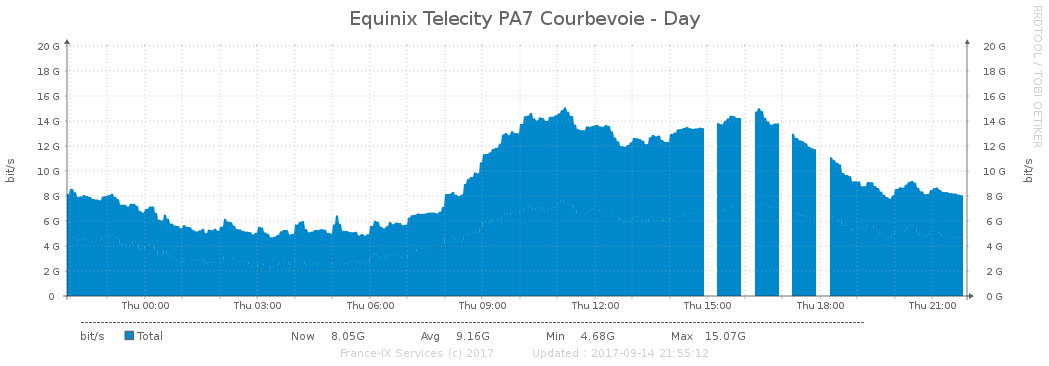 Equinix Telecity PA7 Courbevoie - Day
RRDTOOL / TOBI OETIKER
bit/s
20 G 20 G
18 G 18 G
16 G 16 G
14 G 14 G
12 G 12 G
10 G 10 G
8 G 8 G
6 G 6 G
4 G 4 G
2 G 2 G
0 0 G
bit/s
Thu 00:00 Thu 03:00 Thu 06:00 Thu 09:00 Thu 12:00 Thu 15:00 Thu 18:00 Thu 21:00
bit/s Total Now 8.05G Avg 9.16G Min 4.68G Max 15.07G
France-IX Services (c) 2017 Updated : 2017-09-14 21:55:12